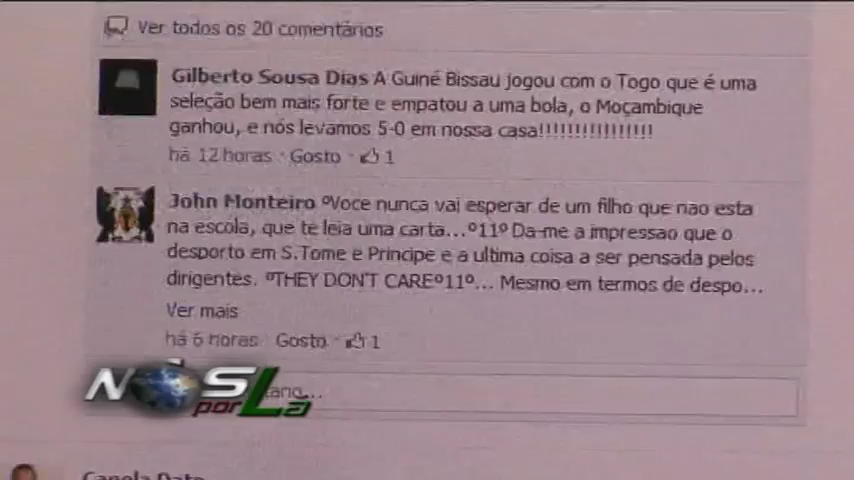 Ver todos os 20 comentários
Gilberto Sousa Dias A Guiné Bissau jogou com o Togo que é uma
seleção bem mais forte e empatou a uma bola, o Moçambique
ganhou, e nós levamos 5-0 em nossa casa!!!!!!!!!!!!!!!!
há 12 horas · Gosto · 1
John Monteiro ºVoce nunca vai esperar de um filho que nao esta
na escola, que te leia uma carta...º11º Da-me a impressao que o
desporto em S.Tome e Principe e a ultima coisa a ser pensada pelos
dirigentes. ºTHEY DON'T CAREº11º... Mesmo em termos de despo...
Ver mais
há 6 horas · Gosto · 1
NÓS
por Lá